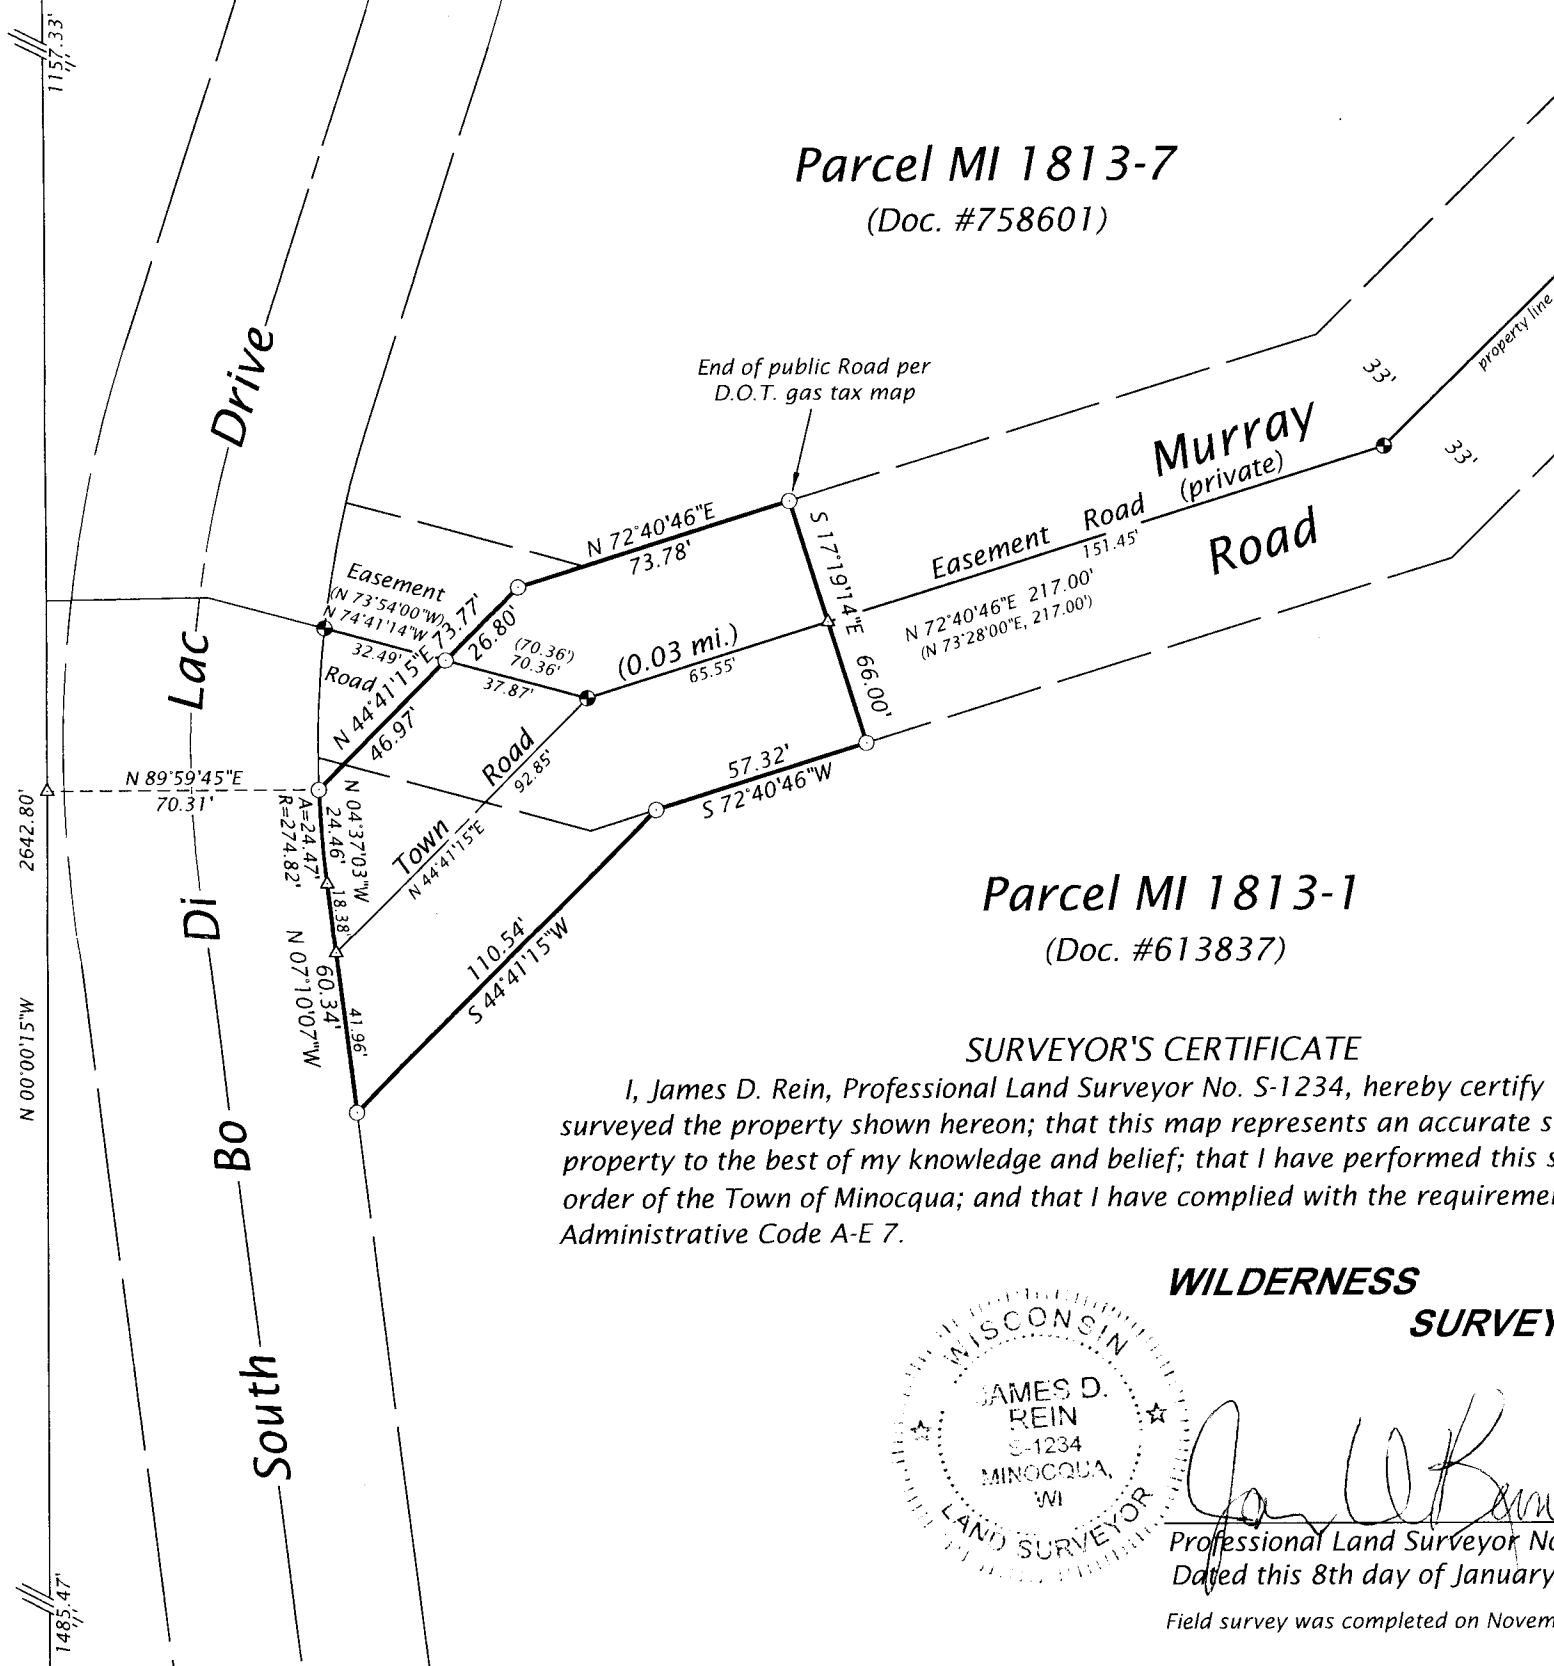 1157.33'
Parcel MI 1813-7
(Doc. #758601)
Drive
End of public Road per
D.O.T. gas tax map
property line
33'
33'
Murray
(private)
Road
Easement Road
151.45'
N 72°40'46"E 217.00'
(N 73°28'00"E, 217.00')
N 72°40'46"E
73.78'
S 17°19'14"E 66.00'
Easement
(N 73°54'00"W)
N 74°41'14"W
32.49'
Road
N 44°41'15"E 73.77'
26.80'
46.97'
(70.36')
70.36'
37.87'
(0.03 mi.)
65.55'
Lac
57.32'
S 72°40'46"W
Town Road
N 44°41'15"E
92.85'
N 89°59'45"E
70.31'
2642.80'
N 04°37'03"W
24.46'
A=24.47'
R=274.82'
18.38'
Di
60.34'
N 07°10'07"W
41.96'
110.54'
S 44°41'15"W
N 00°00'15"W
Parcel MI 1813-1
(Doc. #613837)
Bo
South
1485.47'
SURVEYOR'S CERTIFICATE
I, James D. Rein, Professional Land Surveyor No. S-1234, hereby certify
surveyed the property shown hereon; that this map represents an accurate s
property to the best of my knowledge and belief; that I have performed this s
order of the Town of Minocqua; and that I have complied with the requireme
Administrative Code A-E 7.
WILDERNESS
SURVEY
WISCONSIN
JAMES D.
REIN
S-1234
MINOCQUA,
WI
LAND SURVEYOR
Professional Land Surveyor No
Dated this 8th day of January
Field survey was completed on Novem